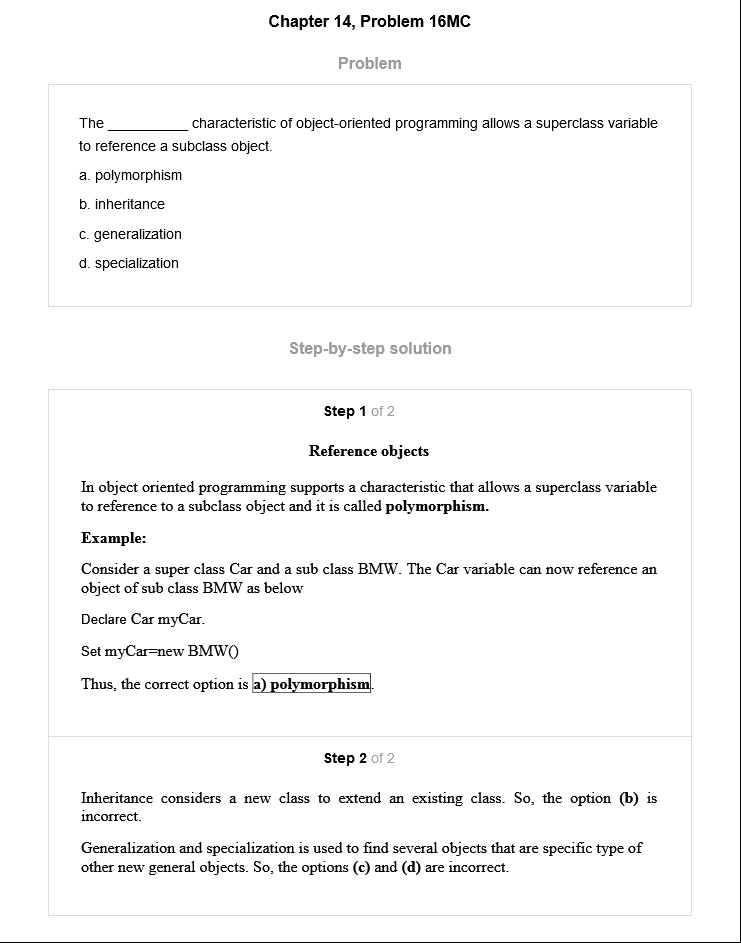 Chapter 14, Problem 16MC
Problem
The __________ characteristic of object-oriented programming allows a superclass variable
to reference a subclass object.
a. polymorphism
b. inheritance
c. generalization
d. specialization
Step-by-step solution
Step 1 of 2
Reference objects
In object oriented programming supports a characteristic that allows a superclass variable
to reference to a subclass object and it is called polymorphism.
Example:
Consider a super class Car and a sub class BMW. The Car variable can now reference an
object of sub class BMW as below
Declare Car myCar.
Set myCar=new BMW()
Thus, the correct option is a) polymorphism.
Step 2 of 2
Inheritance considers a new class to extend an existing class. So, the option (b) is
incorrect.
Generalization and specialization is used to find several objects that are specific type of
other new general objects. So, the options (c) and (d) are incorrect.